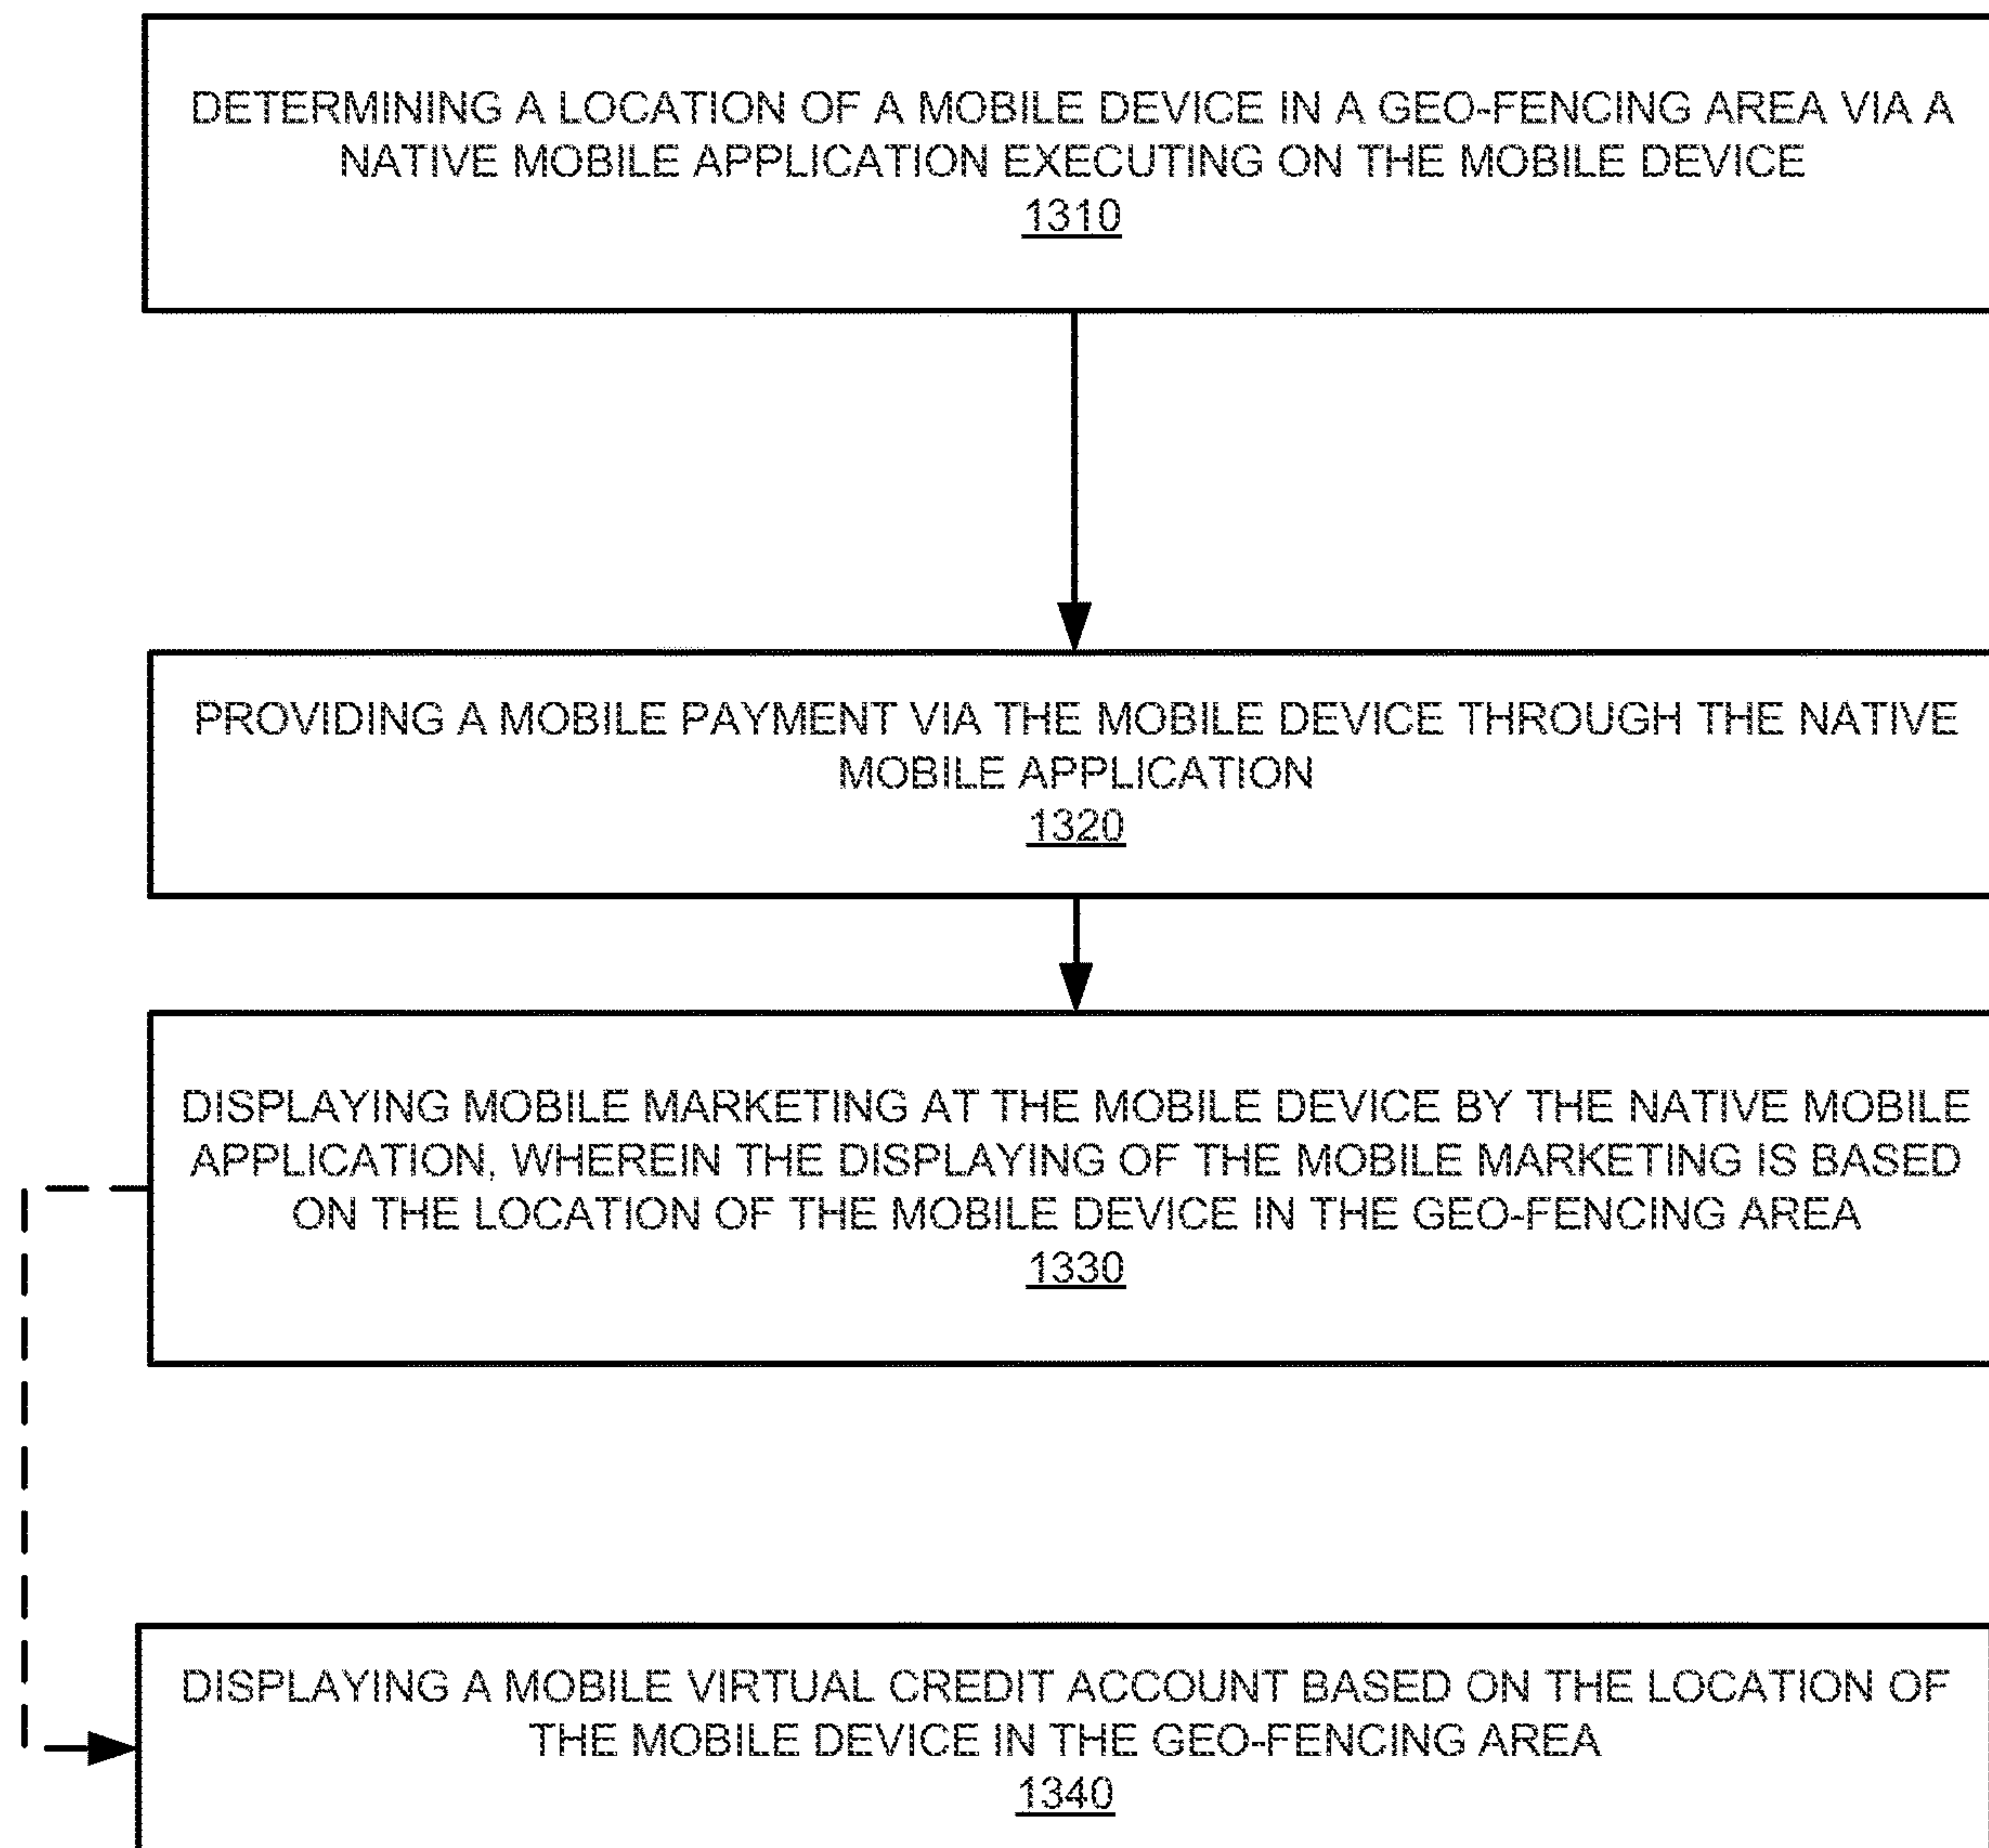 DETERMINING A LOCATION OF A MOBILE DEVICE IN A GEO-FENCING AREA VIA A
NATIVE MOBILE APPLICATION EXECUTING ON THE MOBILE DEVICE
1310
PROVIDING A MOBILE PAYMENT VIA THE MOBILE DEVICE THROUGH THE NATIVE
MOBILE APPLICATION
1320
DISPLAYING MOBILE MARKETING AT THE MOBILE DEVICE BY THE NATIVE MOBILE
APPLICATION, WHEREIN THE DISPLAYING OF THE MOBILE MARKETING IS BASED
ON THE LOCATION OF THE MOBILE DEVICE IN THE GEO-FENCING AREA
1330
DISPLAYING A MOBILE VIRTUAL CREDIT ACCOUNT BASED ON THE LOCATION OF
THE MOBILE DEVICE IN THE GEO-FENCING AREA
1340